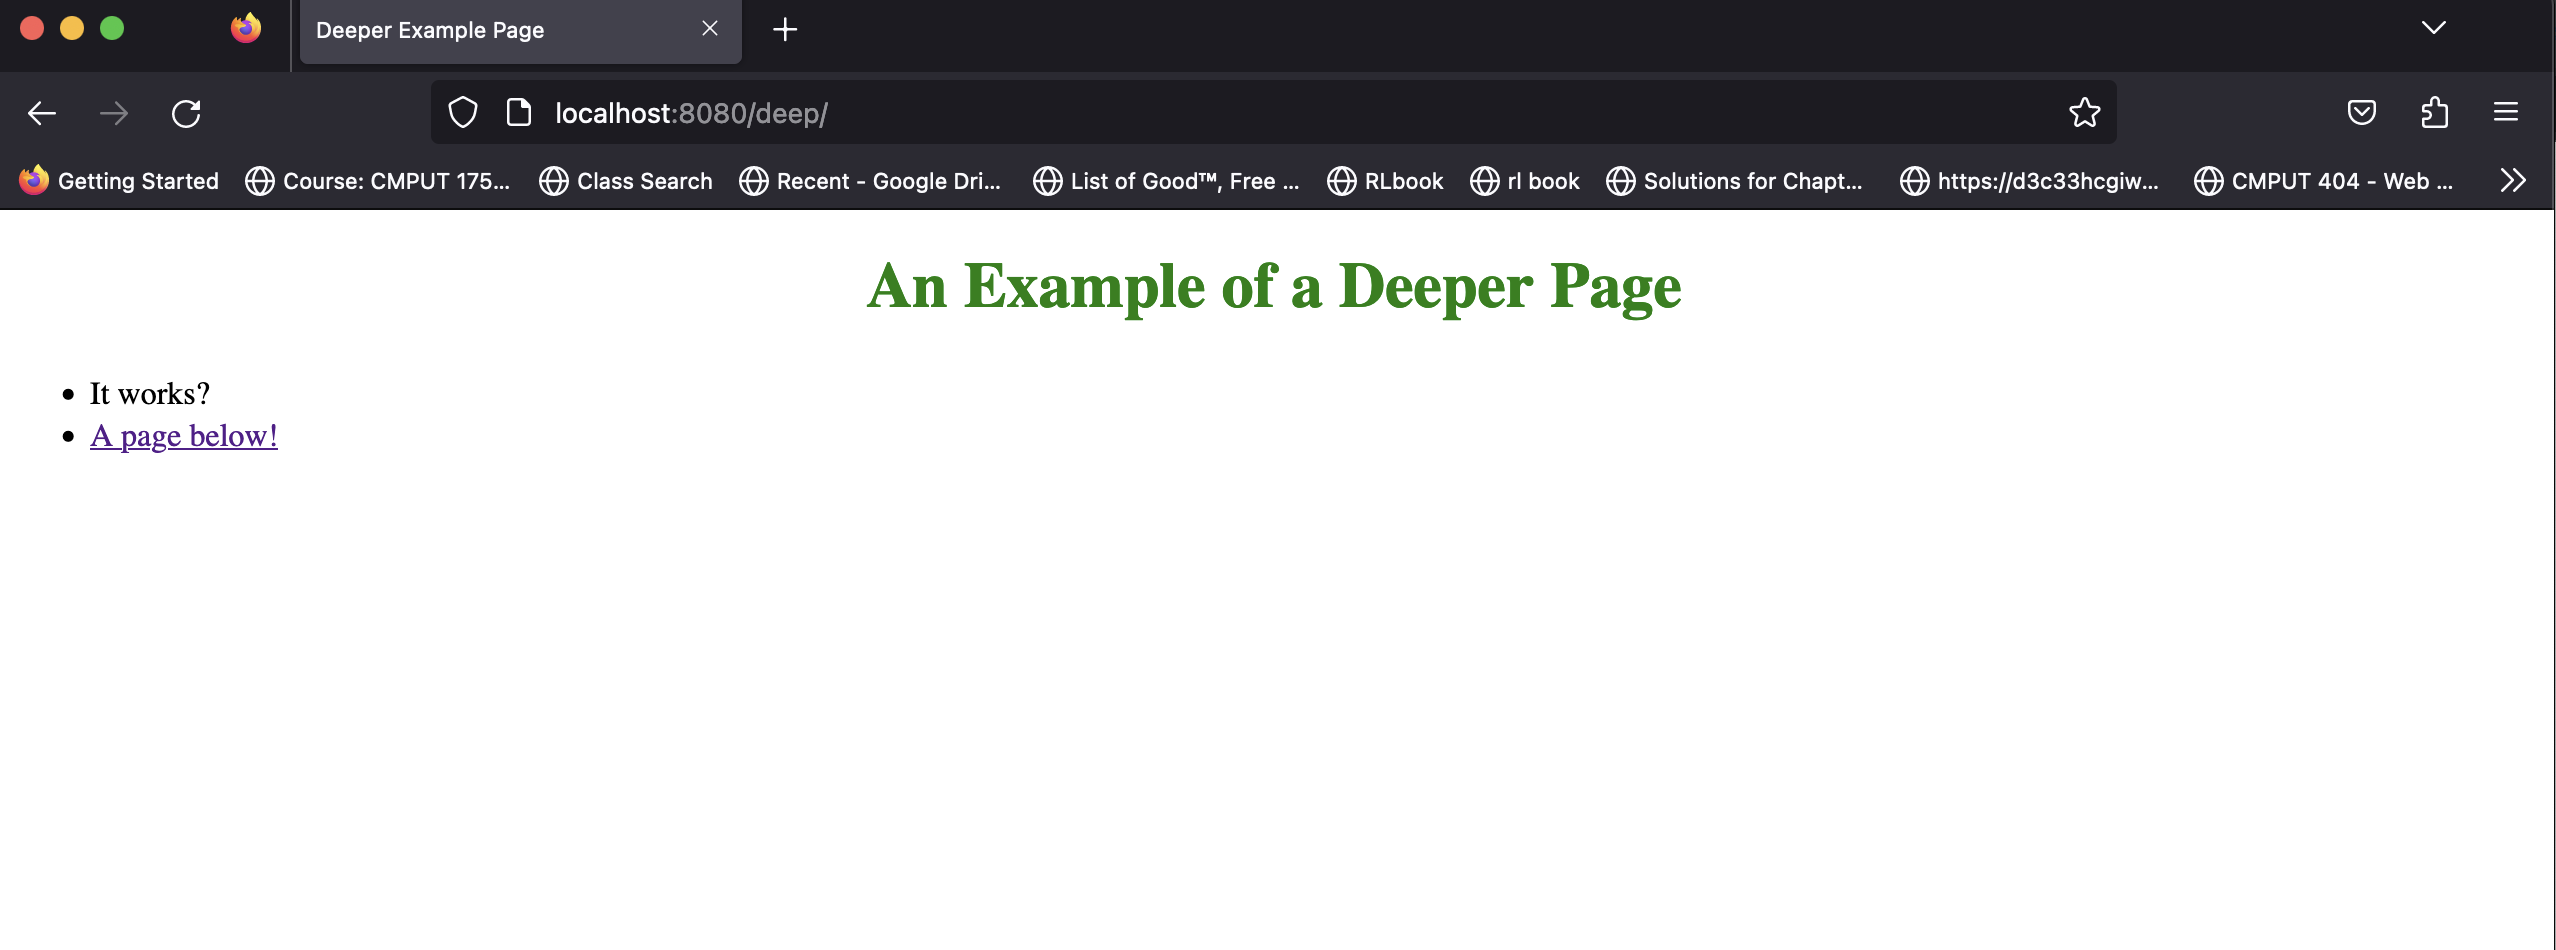 Deeper Example Page
localhost:8080/deep/
Getting Started Course: CMPUT 175... Class Search Recent - Google Dri... List of Good™, Free ... RLbook rl book Solutions for Chapt... https://d3c33hcgiw... CMPUT 404 - Web ...
An Example of a Deeper Page
It works?
A page below!